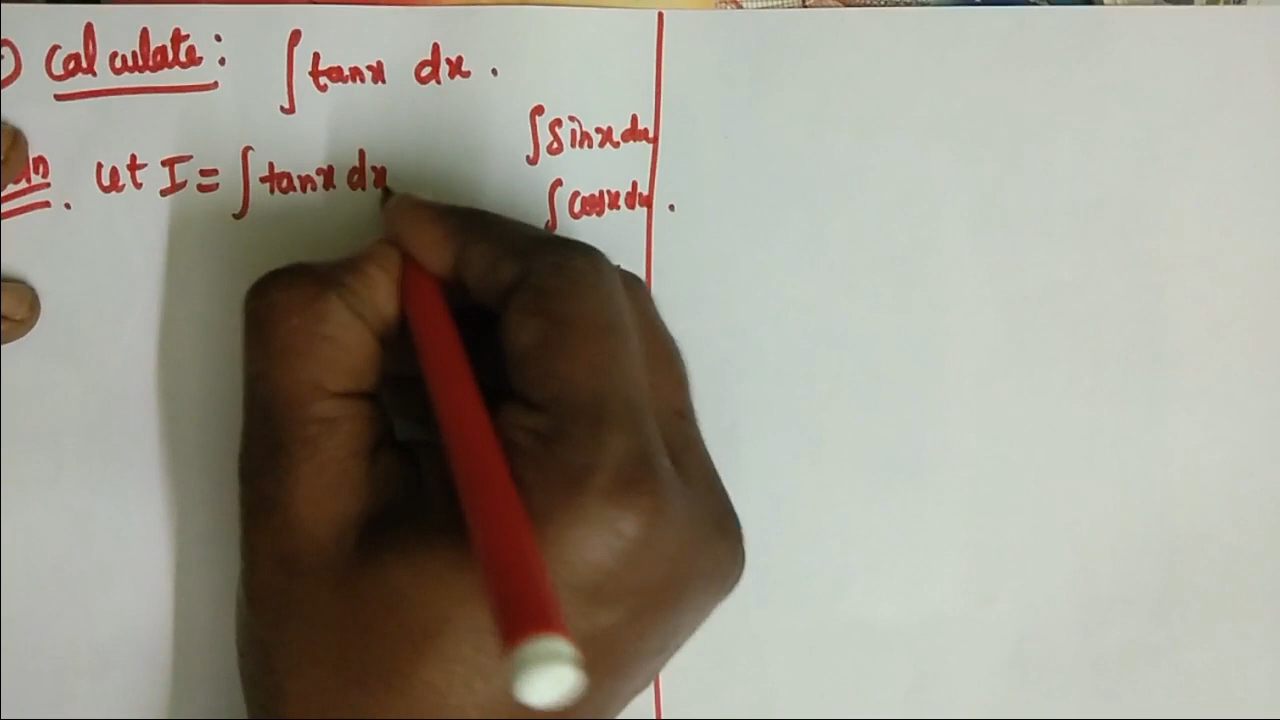 Calculate: ∫tanx dx.
∫sinx dx
Let I = ∫tanx dx
∫cosx dx.